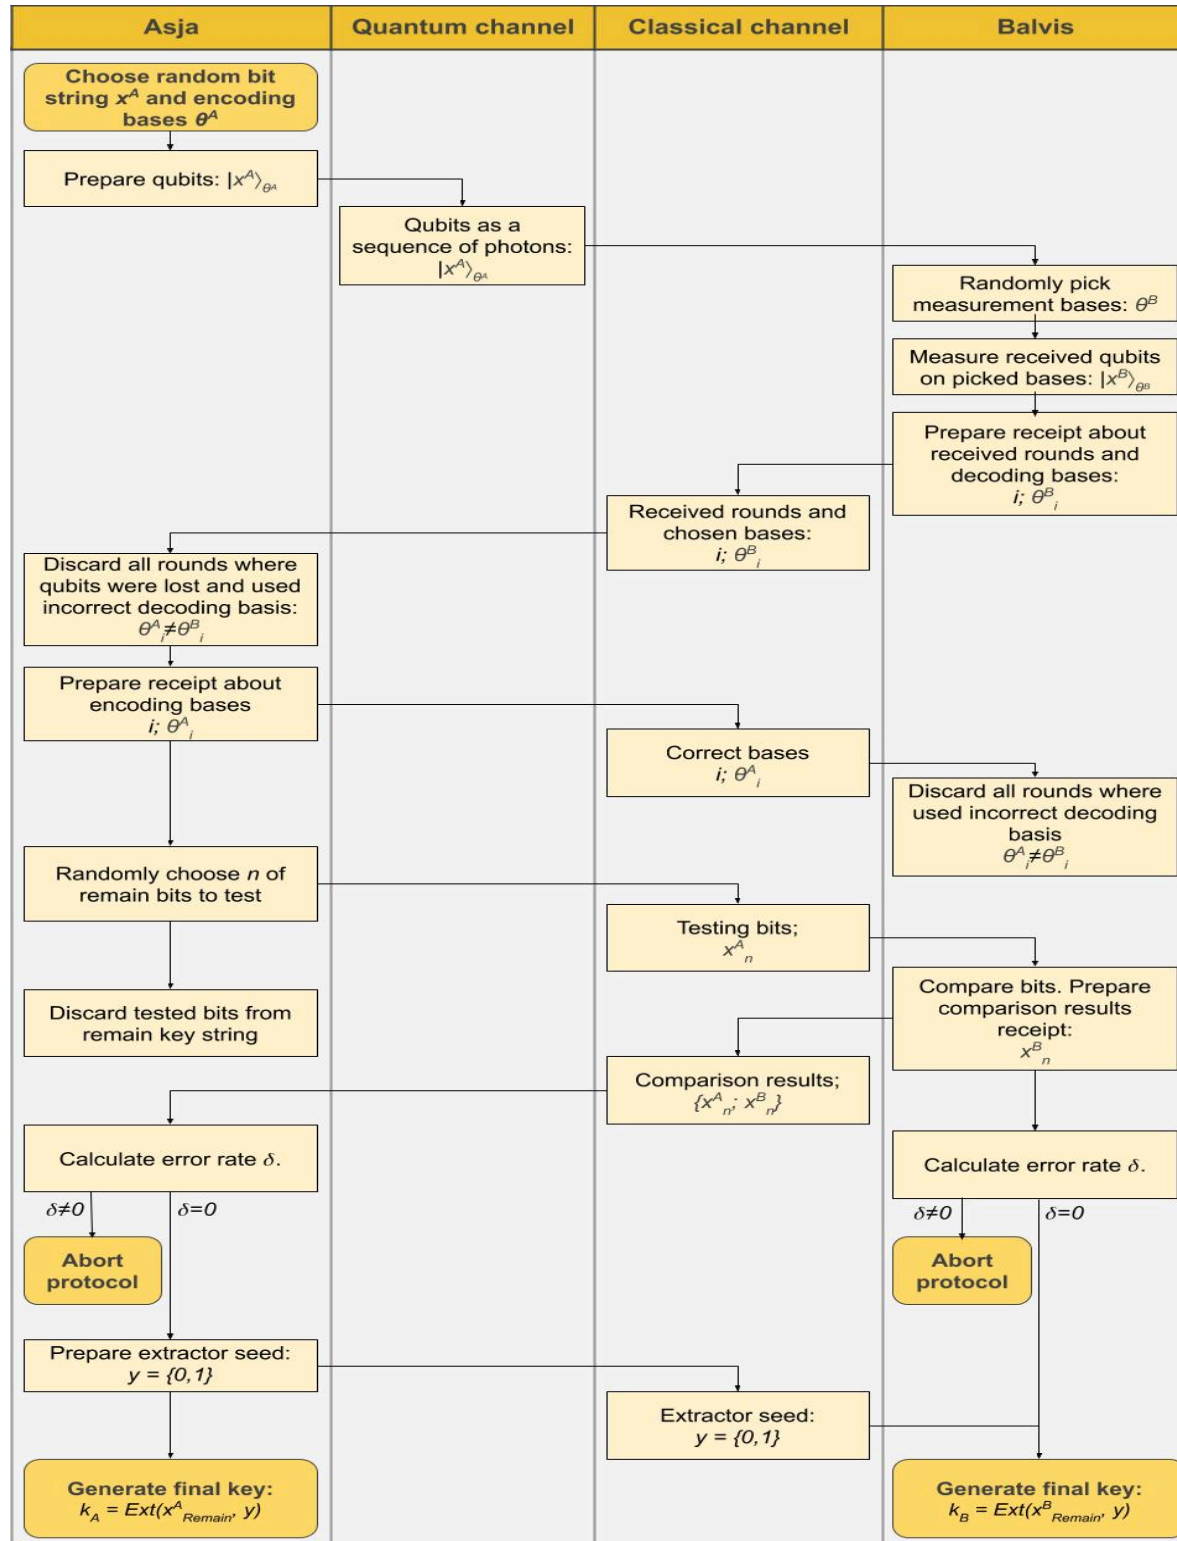 Asja
Quantum channel
Classical channel
Balvis
Choose random bit
string x^A and encoding
bases θ^A
Prepare qubits: |x^A⟩_θ^A
Qubits as a
sequence of photons:
|x^A⟩_θ^A
Randomly pick
measurement bases: θ^B
Measure received qubits
on picked bases: |x^B⟩_θ^B
Prepare receipt about
received rounds and
decoding bases:
i; θ^B_i
Received rounds and
chosen bases:
i; θ^B_i
Discard all rounds where
qubits were lost and used
incorrect decoding basis:
θ^A_i≠θ^B_i
Prepare receipt about
encoding bases
i; θ^A_i
Correct bases
i; θ^A_i
Discard all rounds where
used incorrect decoding
basis
θ^A_i≠θ^B_i
Randomly choose n of
remain bits to test
Testing bits;
x^A_n
Compare bits. Prepare
comparison results
receipt:
x^B_n
Discard tested bits from
remain key string
Comparison results;
{x^A_n; x^B_n}
Calculate error rate δ.
Calculate error rate δ.
δ≠0
δ=0
δ≠0
δ=0
Abort
protocol
Abort
protocol
Prepare extractor seed:
y = {0,1}
Extractor seed:
y = {0,1}
Generate final key:
k_A = Ext(x^A_Remain, y)
Generate final key:
k_B = Ext(x^B_Remain, y)